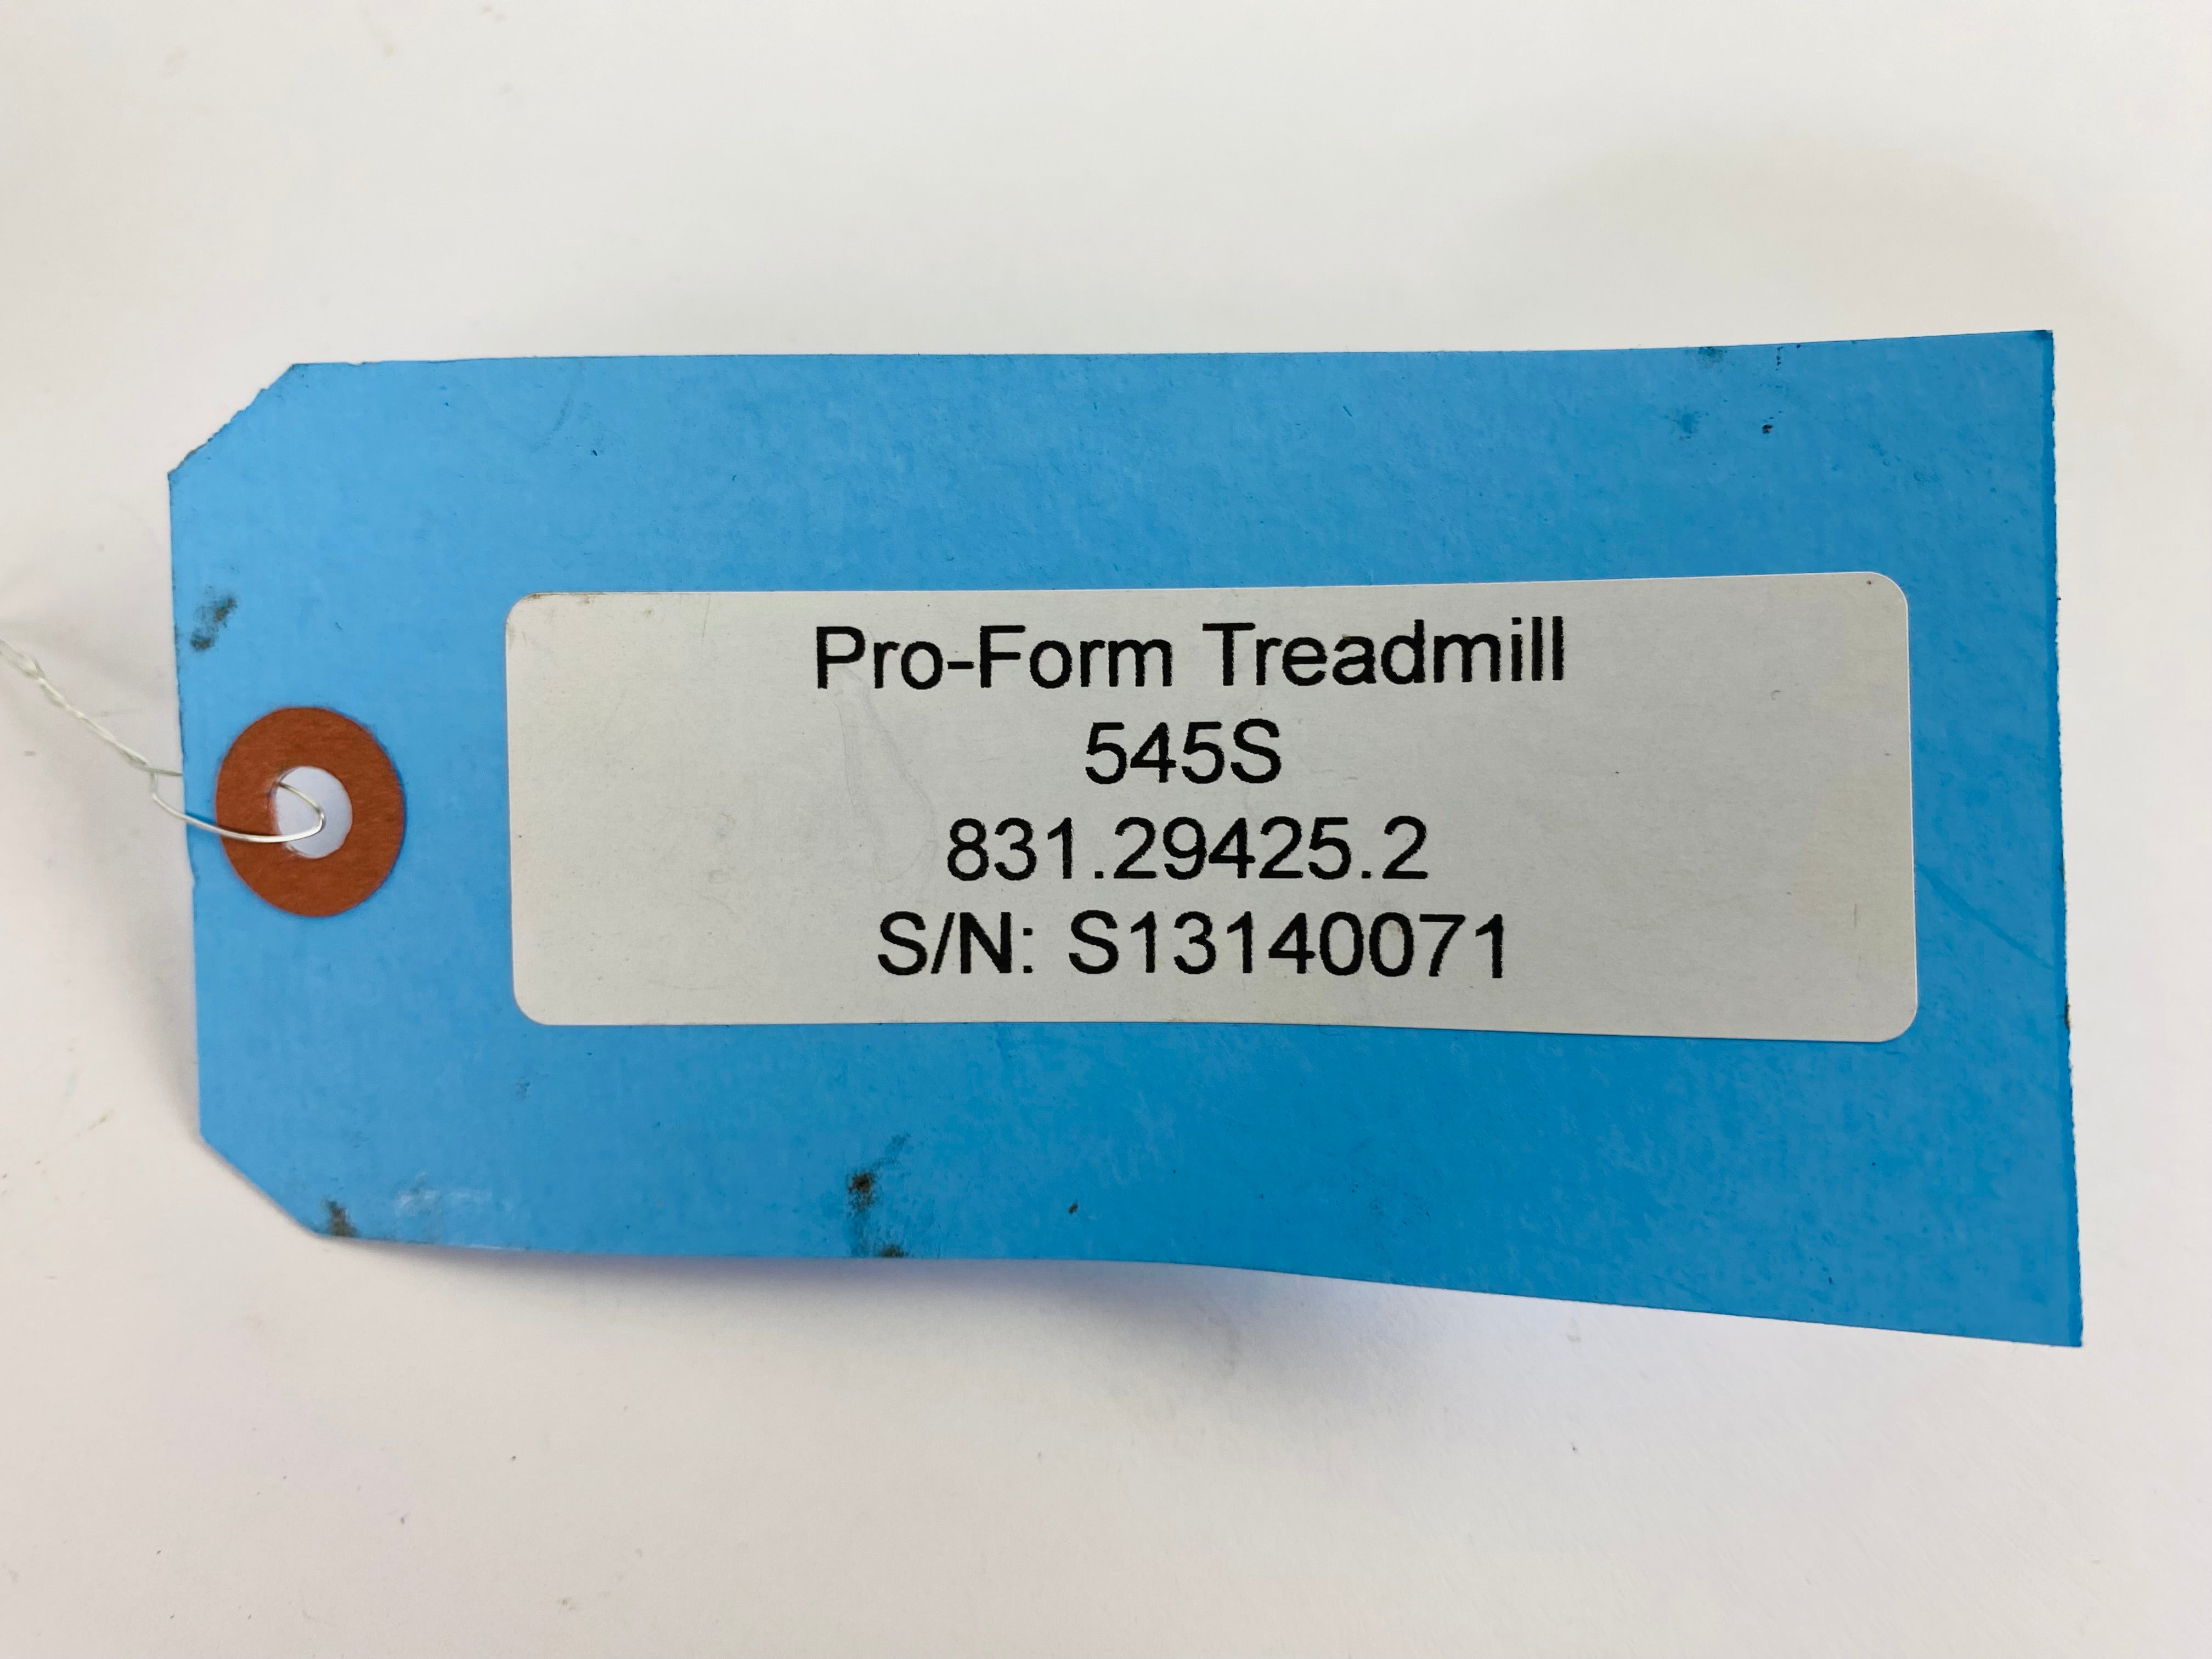 Pro-Form Treadmill
545S
831.29425.2
S/N: S13140071